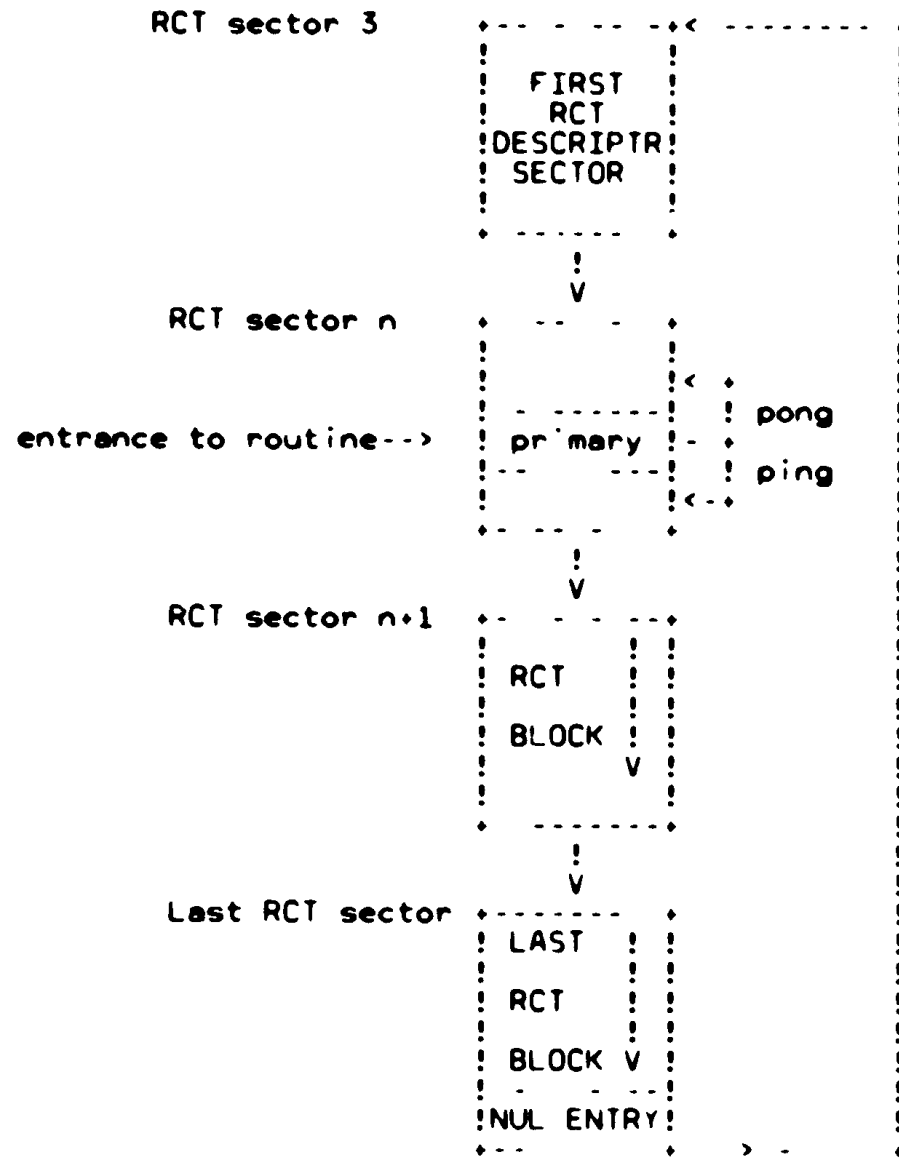 RCT sector 3
FIRST
RCT
DESCRIPTR
SECTOR
RCT sector n
pong
entrance to routine-->
primary
ping
RCT sector n+1
RCT
BLOCK
Last RCT sector
LAST
RCT
BLOCK
NUL ENTRY